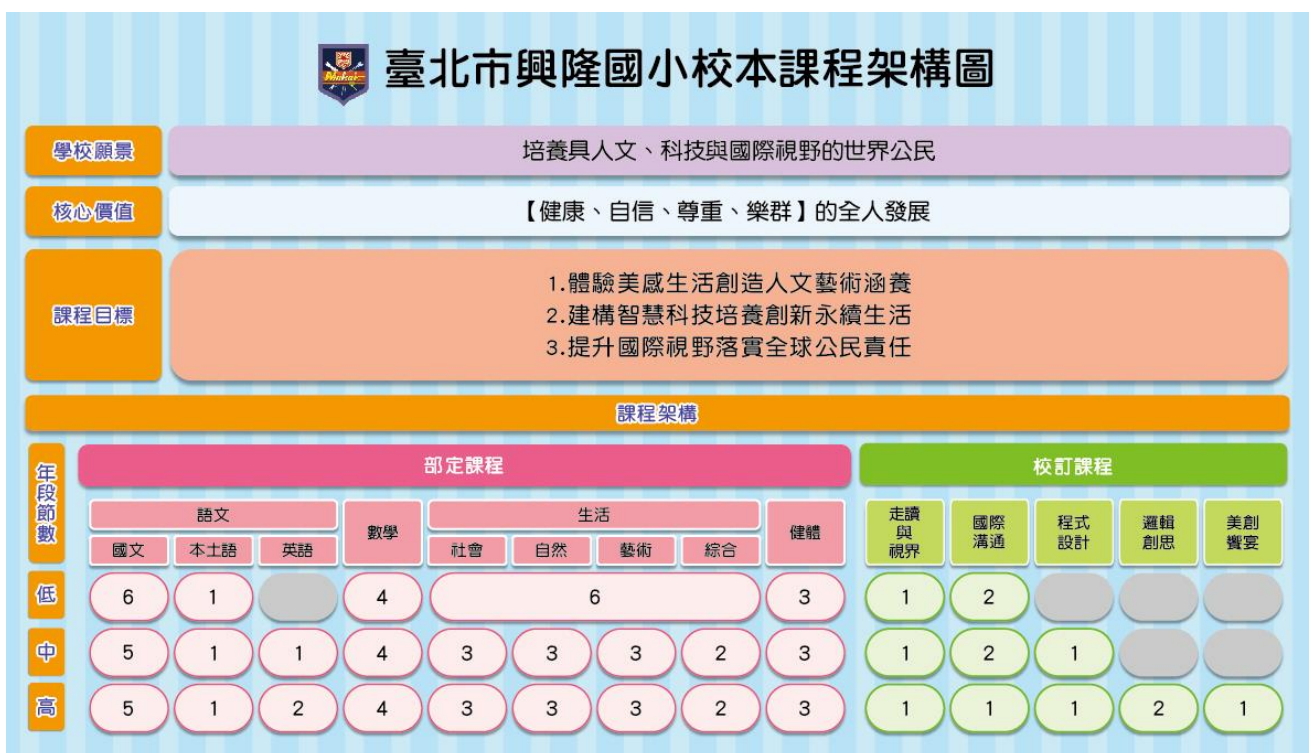 Makai
臺北市興隆國小校本課程架構圖
學校願景
培養具人文、科技與國際視野的世界公民
核心價值
【健康、自信、尊重、樂群】的全人發展
課程目標
1.體驗美感生活創造人文藝術涵養
2.建構智慧科技培養創新永續生活
3.提升國際視野落實全球公民責任
課程架構
年段節數
部定課程
校訂課程
語文
數學
生活
健體
走讀
與
視界
國際
溝通
程式
設計
邏輯
創思
美創
饗宴
國文 本土語 英語
社會 自然 藝術 綜合
低 6 1 4 6 3 1 2
中 5 1 1 4 3 3 3 2 3 1 2 1
高 5 1 2 4 3 3 3 2 3 1 1 1 2 1